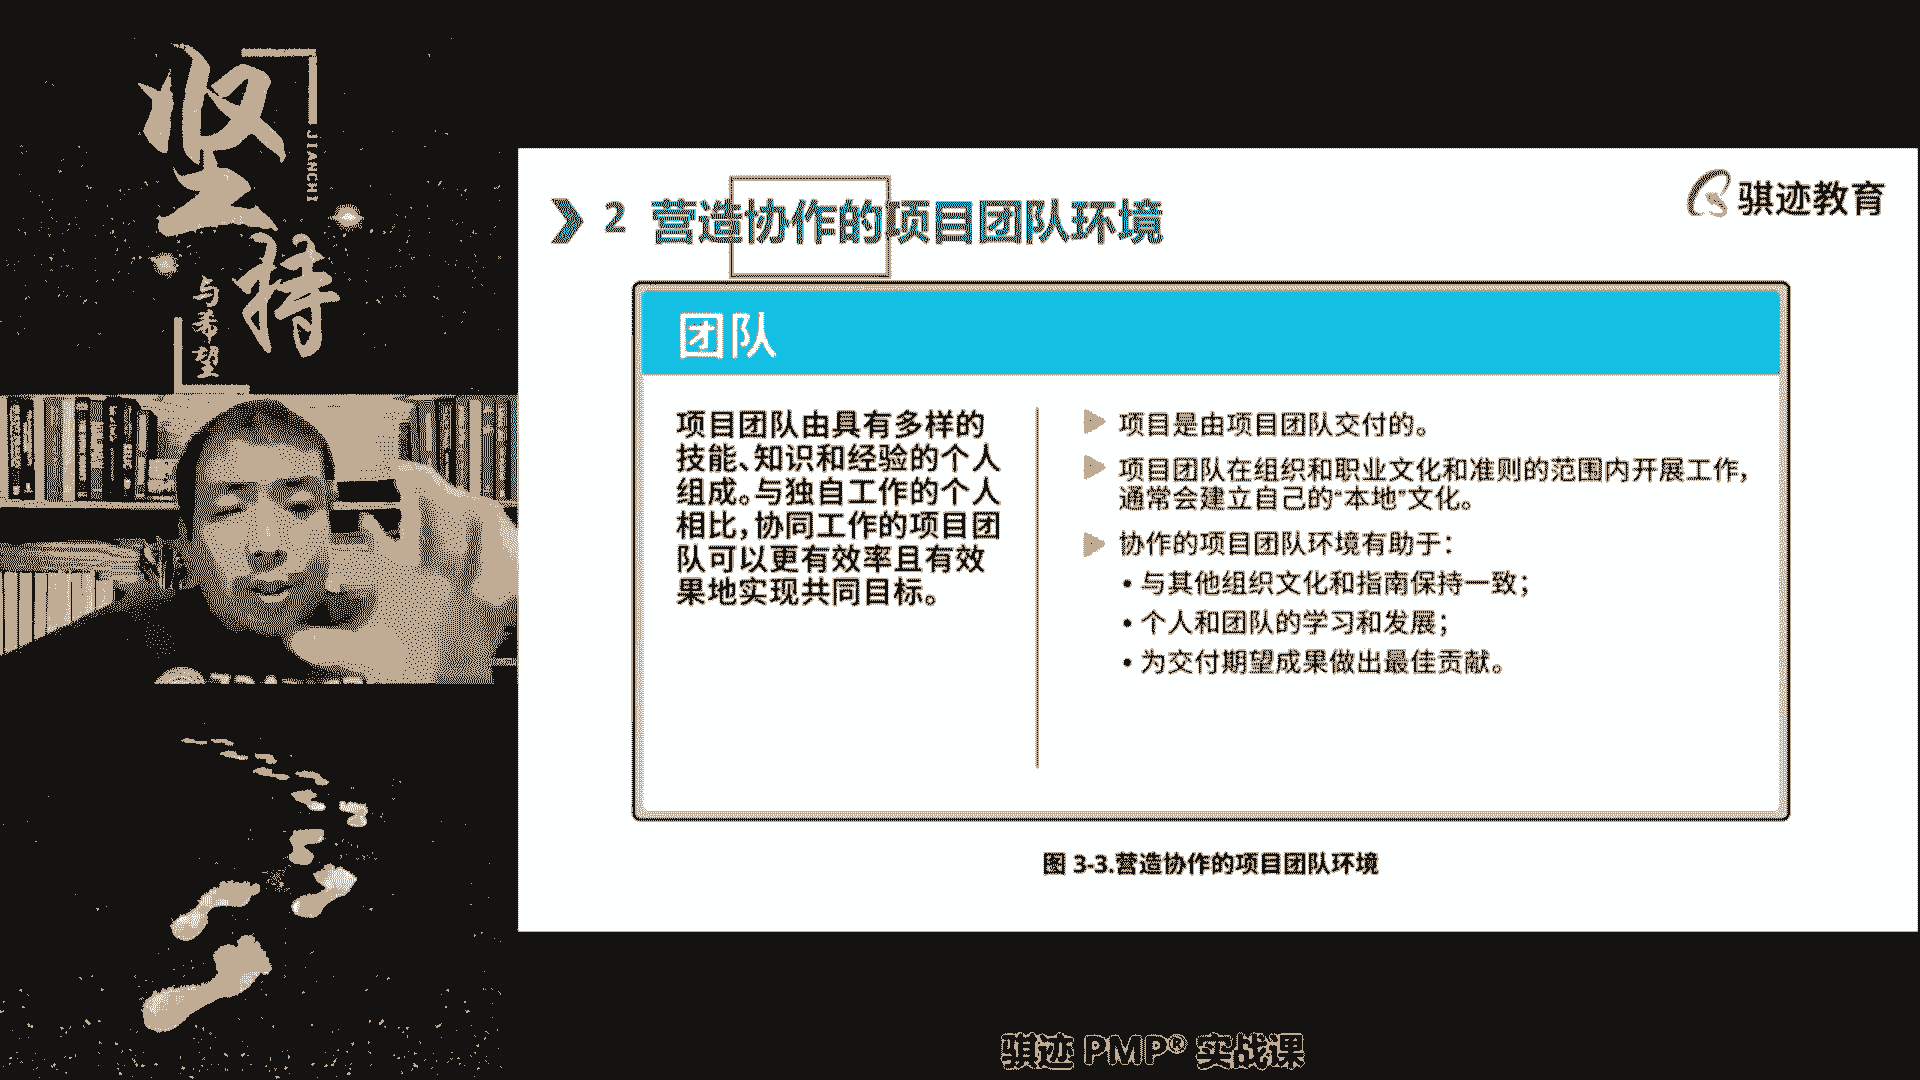 坚持
JIANCHI
与希望
2 营造协作的项目团队环境
骐迹教育
团队
项目团队由具有多样的
技能、知识和经验的个人
组成。与独自工作的个人
相比，协同工作的项目团
队可以更有效率且有效
果地实现共同目标。
项目是由项目团队交付的。
项目团队在组织和职业文化和准则的范围内开展工作，
通常会建立自己的“本地”文化。
协作的项目团队环境有助于：
• 与其他组织文化和指南保持一致；
• 个人和团队的学习和发展；
• 为交付期望成果做出最佳贡献。
图 3-3.营造协作的项目团队环境
骐迹 PMP® 实战课